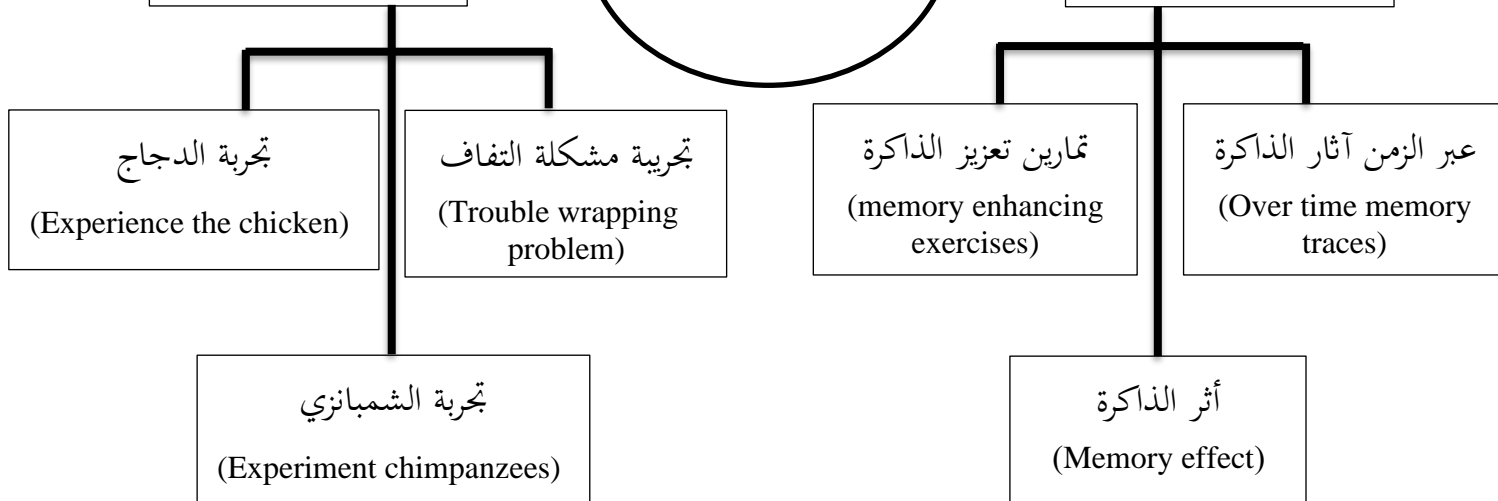 تجربة الدجاج
(Experience the chicken)
تجريبة مشكلة التفاف
(Trouble wrapping
problem)
تمارين تعزيز الذاكرة
(memory enhancing
exercises)
عبر الزمن آثار الذاكرة
(Over time memory
traces)
تجربة الشمبانزي
(Experiment chimpanzees)
أثر الذاكرة
(Memory effect)